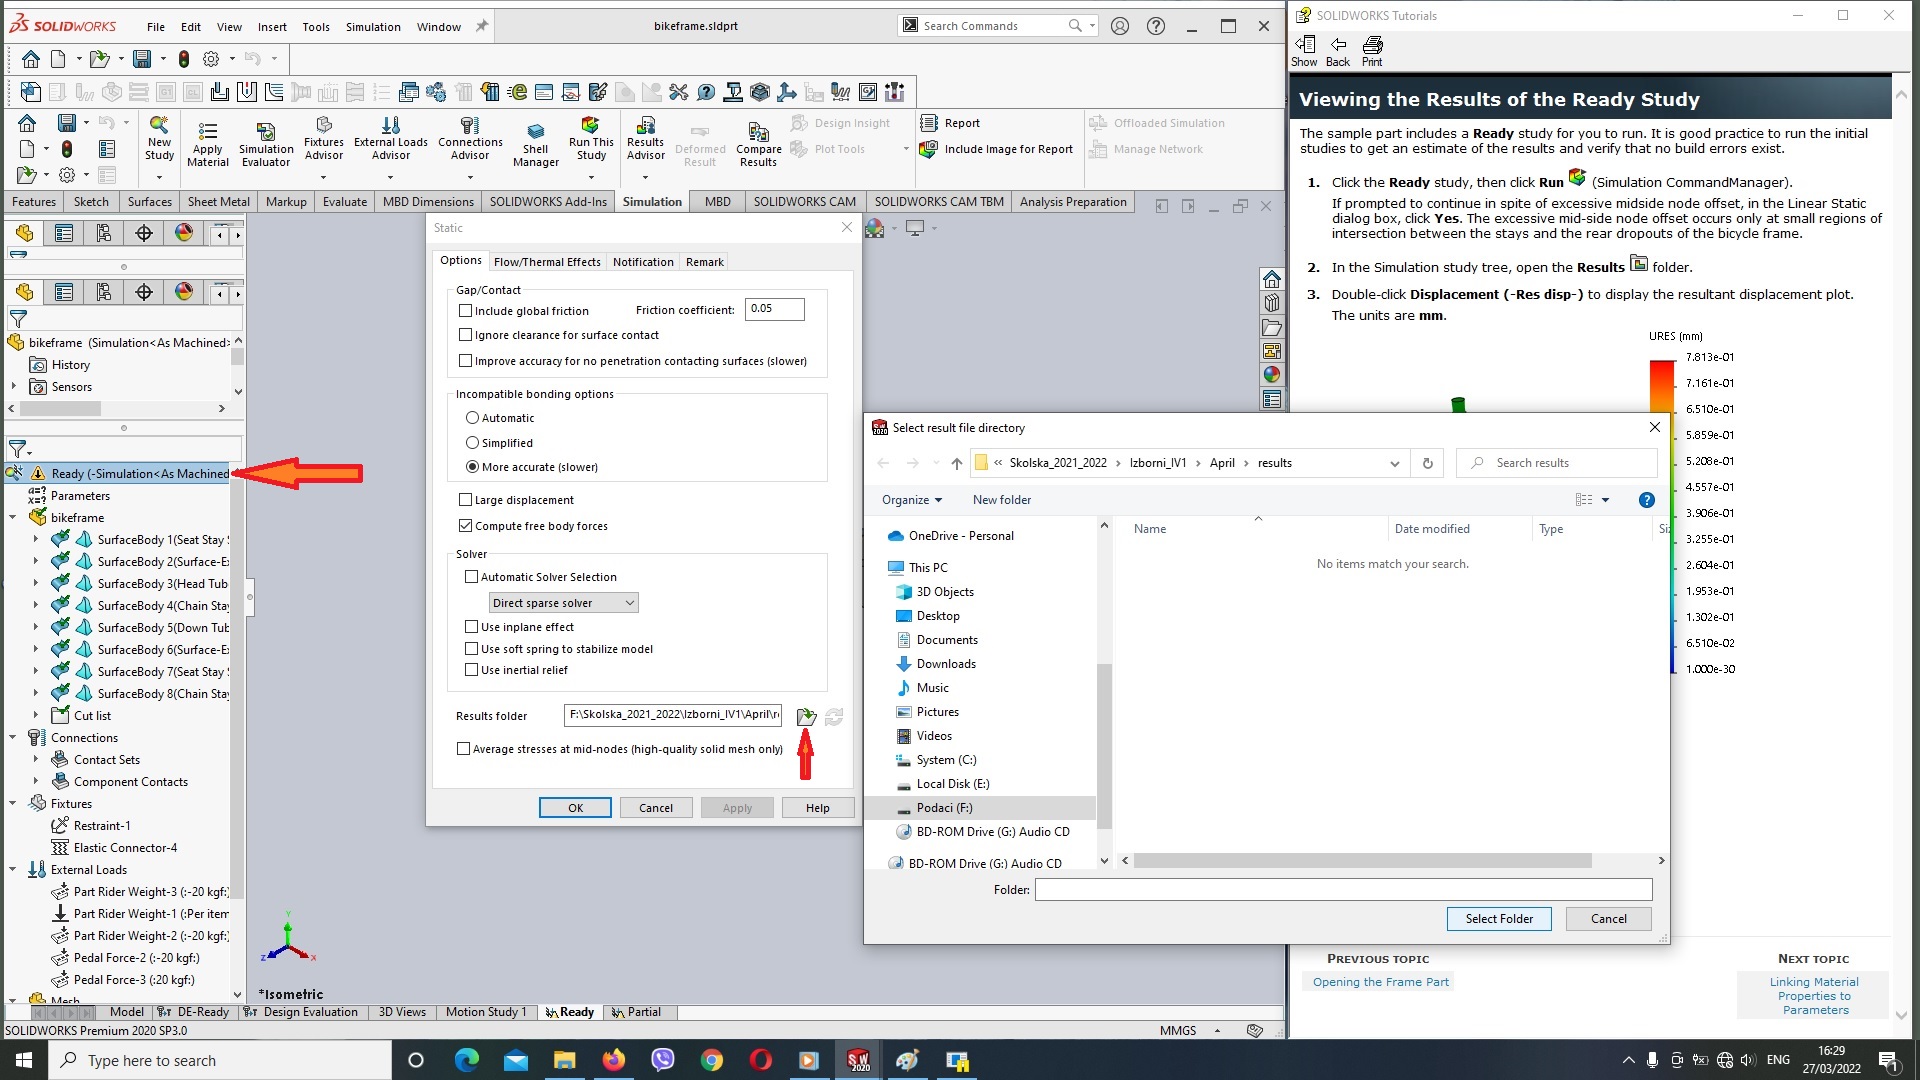 SOLIDWORKS File Edit View Insert Tools Simulation Window
bikeframe.sldprt
Search Commands
New Study
Apply Material
Simulation Evaluator
Fixtures Advisor
External Loads Advisor
Connections Advisor
Shell Manager
Run This Study
Results Advisor
Deformed Result
Compare Results
Design Insight
Plot Tools
Report
Include Image for Report
Offloaded Simulation
Manage Network
Features Sketch Surfaces Sheet Metal Markup Evaluate MBD Dimensions SOLIDWORKS Add-Ins Simulation MBD SOLIDWORKS CAM SOLIDWORKS CAM TBM Analysis Preparation
bikeframe (Simulation<As Machined>
History
Sensors
Ready (-Simulation<As Machined
Parameters
bikeframe
SurfaceBody 1(Seat Stay
SurfaceBody 2(Surface-E
SurfaceBody 3(Head Tub
SurfaceBody 4(Chain Stay
SurfaceBody 5(Down Tub
SurfaceBody 6(Surface-E
SurfaceBody 7(Seat Stay
SurfaceBody 8(Chain Stay
Cut list
Connections
Contact Sets
Component Contacts
Fixtures
Restraint-1
Elastic Connector-4
External Loads
Part Rider Weight-3 (:-20 kgf:)
Part Rider Weight-1 (:Per item
Part Rider Weight-2 (:-20 kgf:)
Pedal Force-2 (:-20 kgf:)
Pedal Force-3 (:20 kgf:)
Mesh
Static
Options Flow/Thermal Effects Notification Remark
Gap/Contact
Include global friction Friction coefficient: 0.05
Ignore clearance for surface contact
Improve accuracy for no penetration contacting surfaces (slower)
Incompatible bonding options
Automatic
Simplified
More accurate (slower)
Large displacement
Compute free body forces
Solver
Automatic Solver Selection
Direct sparse solver
Use inplane effect
Use soft spring to stabilize model
Use inertial relief
Results folder F:\Skolska_2021_2022\Izborni_IV1\April\r
Average stresses at mid-nodes (high-quality solid mesh only)
OK Cancel Apply Help
Y
Z
X
*Isometric
Select result file directory
« Skolska_2021_2022 › Izborni_IV1 › April › results
Search results
Organize New folder
Name Date modified Type Siz
No items match your search.
OneDrive - Personal
This PC
3D Objects
Desktop
Documents
Downloads
Music
Pictures
Videos
System (C:)
Local Disk (E:)
Podaci (F:)
BD-ROM Drive (G:) Audio CD
BD-ROM Drive (G:) Audio CD
Folder:
Select Folder Cancel
SOLIDWORKS Tutorials
Show Back Print
Viewing the Results of the Ready Study
The sample part includes a Ready study for you to run. It is good practice to run the initial
studies to get an estimate of the results and verify that no build errors exist.
1. Click the Ready study, then click Run (Simulation CommandManager).
If prompted to continue in spite of excessive midside node offset, in the Linear Static
dialog box, click Yes. The excessive mid-side node offset occurs only at small regions of
intersection between the stays and the rear dropouts of the bicycle frame.
2. In the Simulation study tree, open the Results folder.
3. Double-click Displacement (-Res disp-) to display the resultant displacement plot.
The units are mm.
URES (mm)
7.813e-01
7.161e-01
6.510e-01
5.859e-01
5.208e-01
4.557e-01
3.906e-01
3.255e-01
2.604e-01
1.953e-01
1.302e-01
6.510e-02
1.000e-30
PREVIOUS TOPIC
Opening the Frame Part
NEXT TOPIC
Linking Material
Properties to
Parameters
Model DE-Ready Design Evaluation 3D Views Motion Study 1 Ready Partial
SOLIDWORKS Premium 2020 SP3.0
MMGS
Type here to search
SW 2020
ENG
16:29
27/03/2022
1